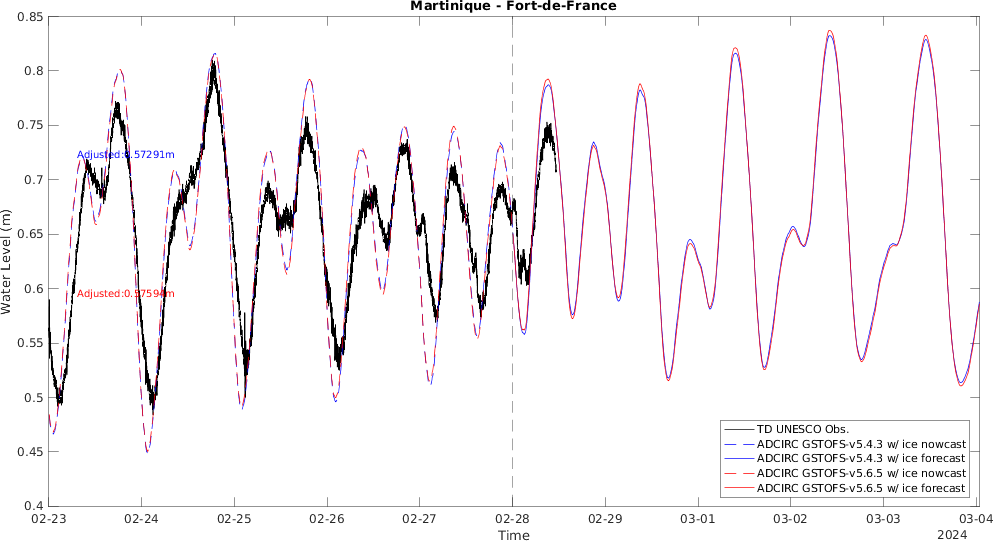 Martinique - Fort-de-France
0.85
0.8
0.75
0.7
0.65
0.6
0.55
0.5
0.45
0.4
Water Level (m)
Adjusted:0.57291m
Adjusted:0.57594m
TD UNESCO Obs.
ADCIRC GSTOFS-v5.4.3 w/ ice nowcast
ADCIRC GSTOFS-v5.4.3 w/ ice forecast
ADCIRC GSTOFS-v5.6.5 w/ ice nowcast
ADCIRC GSTOFS-v5.6.5 w/ ice forecast
02-23 02-24 02-25 02-26 02-27 02-28 02-29 03-01 03-02 03-03 03-04
Time
2024